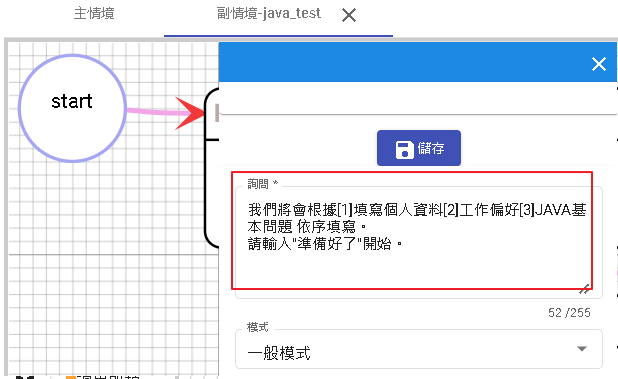 主情境
副情境-java_test
start
儲存
詢問 *
我們將會根據[1]填寫個人資料[2]工作偏好[3]JAVA基
本問題 依序填寫。
請輸入"準備好了"開始。
52 /255
模式
一般模式